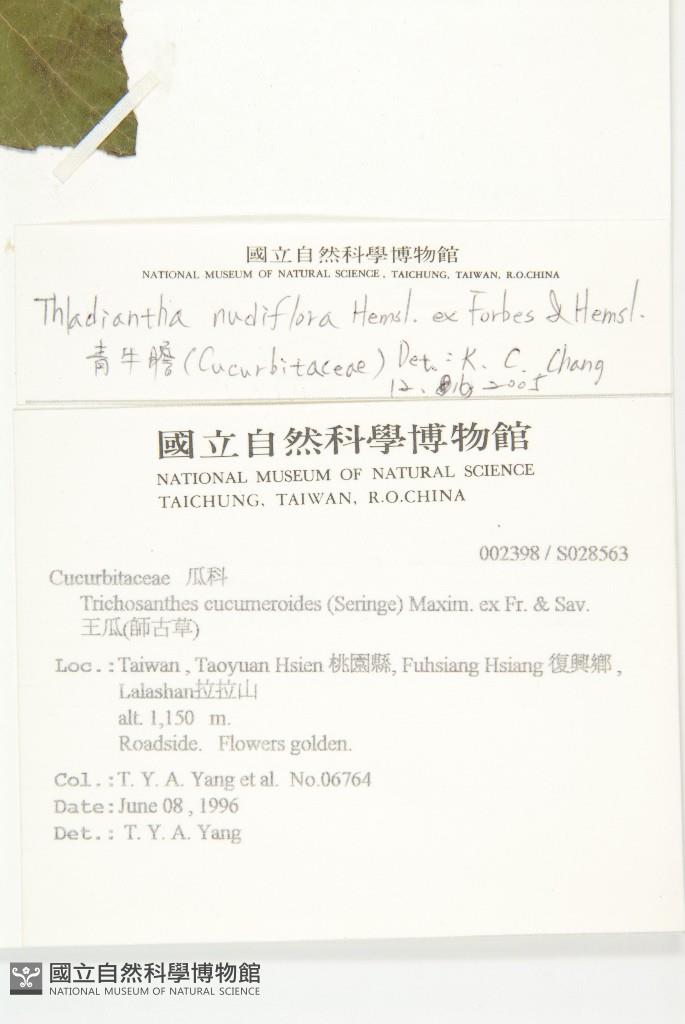 國立自然科學博物館
NATIONAL MUSEUM OF NATURAL SCIENCE, TAICHUNG, TAIWAN, R.O.CHINA
Thladiantha nudiflora Hemsl. ex Forbes & Hemsl.
青牛膽 (Cucurbitaceae) Det.: K. C. Chang
12. 2005
國立自然科學博物館
NATIONAL MUSEUM OF NATURAL SCIENCE
TAICHUNG, TAIWAN, R.O.CHINA
002398 / S028563
Cucurbitaceae 瓜科
Trichosanthes cucumeroides (Seringe) Maxim. ex Fr. & Sav.
王瓜(師古草)
Loc.: Taiwan , Taoyuan Hsien 桃園縣, Fuhsiang Hsiang 復興鄉 ,
Lalashan拉拉山
alt. 1,150 m.
Roadside. Flowers golden.
Col.: T. Y. A. Yang et al. No.06764
Date: June 08 , 1996
Det.: T. Y. A. Yang
國立自然科學博物館
NATIONAL MUSEUM OF NATURAL SCIENCE